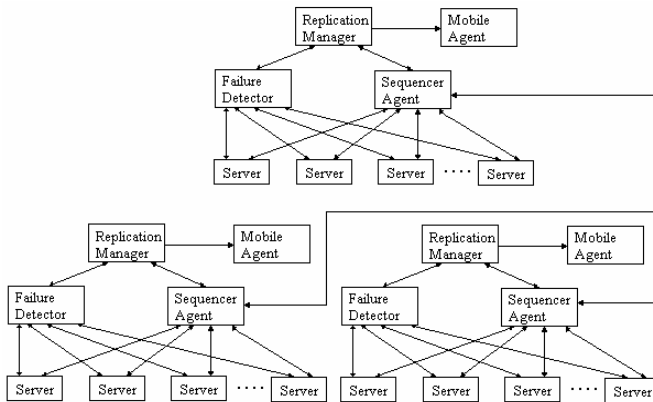 Replication
Manager
Mobile
Agent
Failure
Detector
Sequencer
Agent
Server
Server
Server
....
Server
Replication
Manager
Mobile
Agent
Replication
Manager
Mobile
Agent
Failure
Detector
Sequencer
Agent
Failure
Detector
Sequencer
Agent
Server
Server
Server
....
Server
Server
Server
Server
....
Server